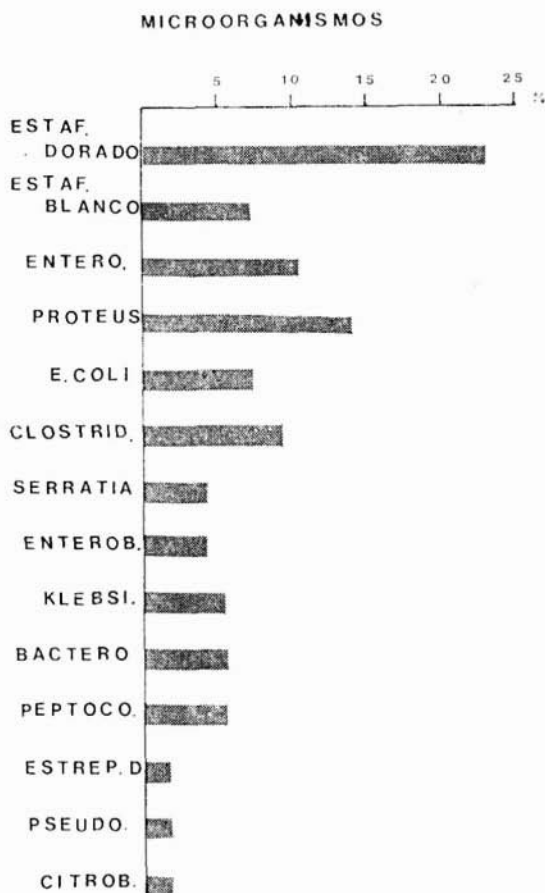 MICROORGANISMOS
5 10 15 20 25 %
ESTAF.
DORADO
ESTAF.
BLANCO
ENTERO.
PROTEUS
E.COLI
CLOSTRID.
SERRATIA
ENTEROB.
KLEBSI.
BACTERO
PEPTOCO.
ESTREP.D
PSEUDO.
CITROB.